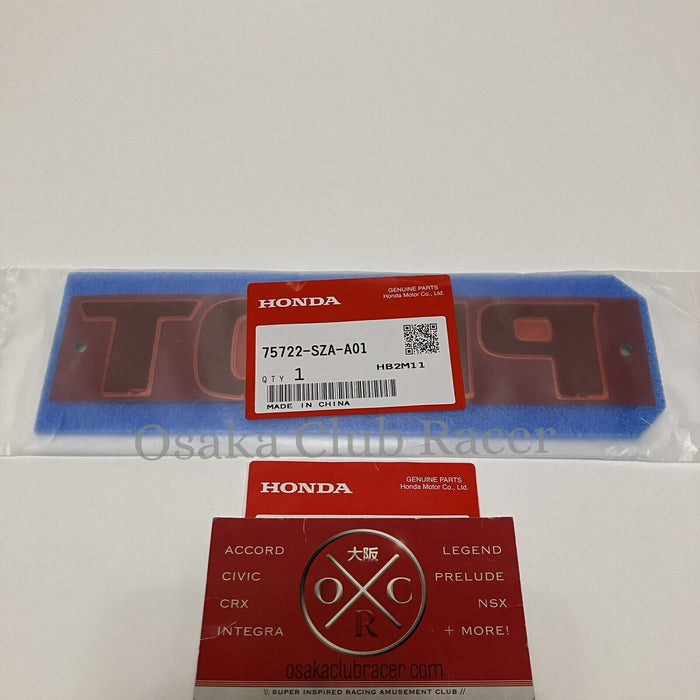 HONDA
GENUINE PARTS
Honda Motor Co., Ltd.
75722-SZA-A01
HB2M11
QTY 1
MADE IN CHINA
Osaka Club Racer
HONDA
GENUINE PARTS
Honda Motor Co., Ltd.
ACCORD
CIVIC
CRX
INTEGRA
大阪
O C
R
LEGEND
PRELUDE
NSX
+ MORE!
osakaclubracer.com
\\ SUPER INSPIRED RACING AMUSEMENT CLUB //